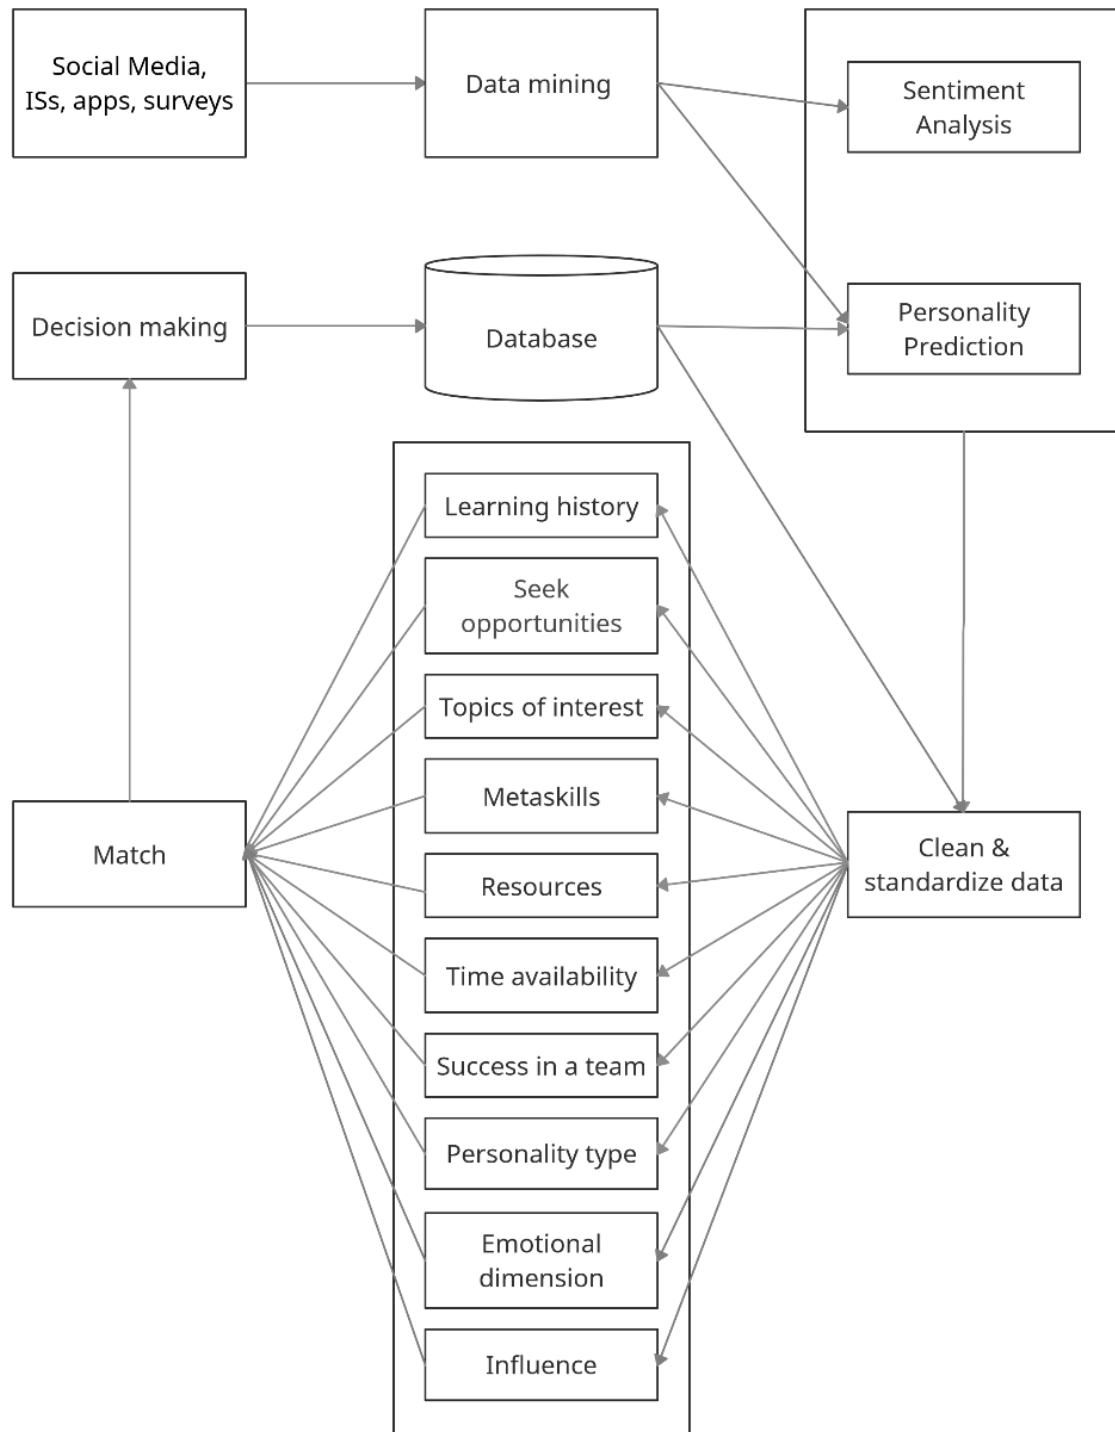 Social Media,
ISs, apps, surveys
Data mining
Sentiment
Analysis
Decision making
Database
Personality
Prediction
Learning history
Seek
opportunities
Topics of interest
Metaskills
Match
Clean &
standardize data
Resources
Time availability
Success in a team
Personality type
Emotional
dimension
Influence